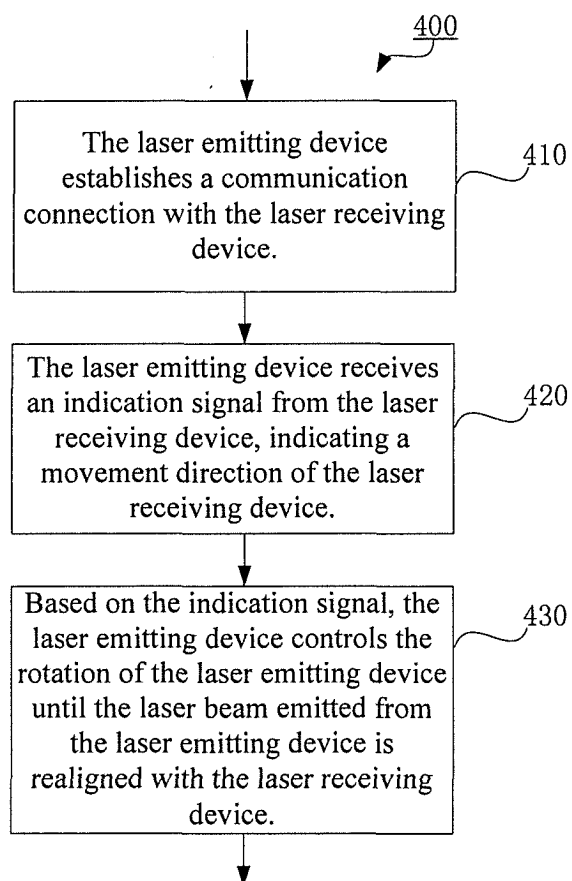 400
The laser emitting device
establishes a communication
connection with the laser receiving
device.
410
The laser emitting device receives
an indication signal from the laser
receiving device, indicating a
movement direction of the laser
receiving device.
420
Based on the indication signal, the
laser emitting device controls the
rotation of the laser emitting device
until the laser beam emitted from
the laser emitting device is
realigned with the laser receiving
device.
430